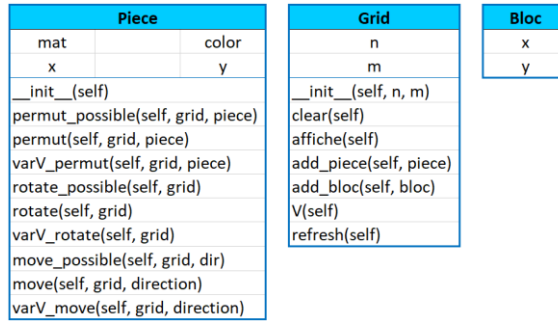 Piece
mat color
x y
__init__(self)
permut_possible(self, grid, piece)
permut(self, grid, piece)
varV_permut(self, grid, piece)
rotate_possible(self, grid)
rotate(self, grid)
varV_rotate(self, grid)
move_possible(self, grid, dir)
move(self, grid, direction)
varV_move(self, grid, direction)
Grid
n
m
__init__(self, n, m)
clear(self)
affiche(self)
add_piece(self, piece)
add_bloc(self, bloc)
V(self)
refresh(self)
Bloc
x
y